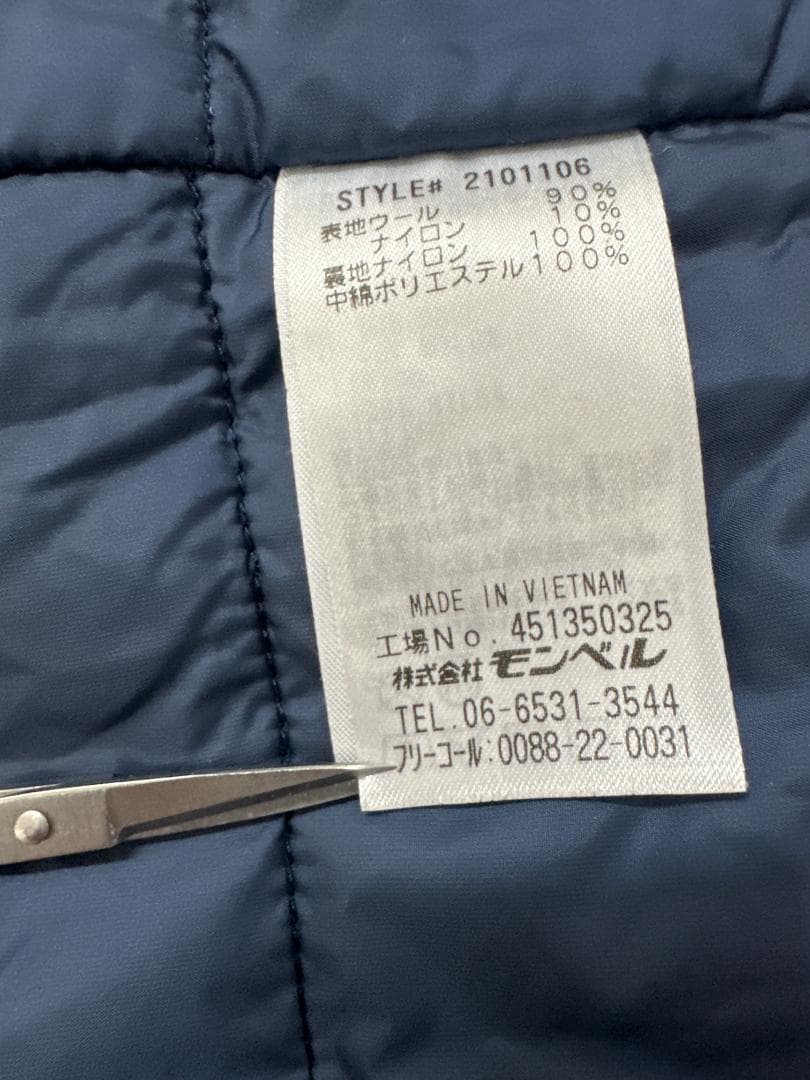 STYLE# 2101106
表地ウール 90%
ナイロン 10%
裏地ナイロン 100%
中綿ポリエステル100%
MADE IN VIETNAM
工場No. 451350325
株式会社 モンベル
TEL.06-6531-3544
フリーコール:0088-22-0031